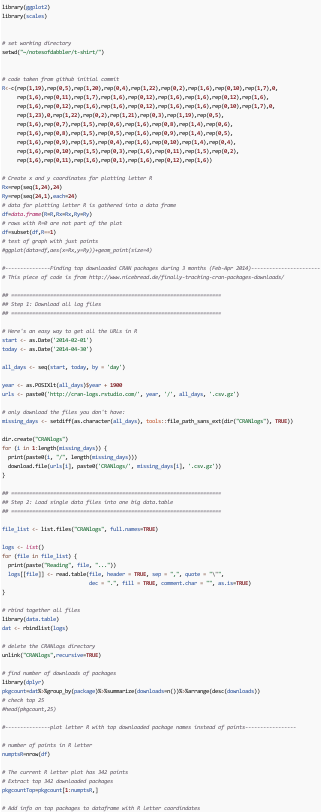 library(ggplot2)
library(scales)
# set working directory
setwd("~/notesofdabbler/t-shirt/")
# code taken from github initial commit
R<-c(rep(1,19),rep(0,5),rep(1,20),rep(0,4),rep(1,22),rep(0,2),rep(1,6),rep(0,10),rep(1,7),0,
rep(1,6),rep(0,11),rep(1,7),rep(1,6),rep(0,12),rep(1,6),rep(1,6),rep(0,12),rep(1,6),
rep(1,6),rep(0,12),rep(1,6),rep(1,6),rep(0,12),rep(1,6),rep(1,6),rep(0,10),rep(1,7),0,
rep(1,23),0,rep(1,22),rep(0,2),rep(1,21),rep(0,3),rep(1,19),rep(0,5),
rep(1,6),rep(0,7),rep(1,5),rep(0,6),rep(1,6),rep(0,8),rep(1,4),rep(0,6),
rep(1,6),rep(0,8),rep(1,5),rep(0,5),rep(1,6),rep(0,9),rep(1,4),rep(0,5),
rep(1,6),rep(0,9),rep(1,5),rep(0,4),rep(1,6),rep(0,10),rep(1,4),rep(0,4),
rep(1,6),rep(0,10),rep(1,5),rep(0,3),rep(1,6),rep(0,11),rep(1,5),rep(0,2),
rep(1,6),rep(0,11),rep(1,6),rep(0,1),rep(1,6),rep(0,12),rep(1,6))
# Create x and y coordinates for plotting letter R
Rx=rep(seq(1,24),24)
Ry=rep(seq(24,1),each=24)
# data for plotting letter R is gathered into a data frame
df=data.frame(R=R,Rx=Rx,Ry=Ry)
# rows with R=0 are not part of the plot
df=subset(df,R==1)
# test of graph with just points
#ggplot(data=df,aes(x=Rx,y=Ry))+geom_point(size=4)
#---------------Finding top downloaded CRAN packages during 3 months (Feb-Apr 2014)-----------------------
# This piece of code is from http://www.nicebread.de/finally-tracking-cran-packages-downloads/
## ======================================================================
## Step 1: Download all log files
## ======================================================================
# Here's an easy way to get all the URLs in R
start <- as.Date('2014-02-01')
today <- as.Date('2014-04-30')
all_days <- seq(start, today, by = 'day')
year <- as.POSIXlt(all_days)$year + 1900
urls <- paste0('http://cran-logs.rstudio.com/', year, '/', all_days, '.csv.gz')
# only download the files you don't have:
missing_days <- setdiff(as.character(all_days), tools::file_path_sans_ext(dir("CRANlogs"), TRUE))
dir.create("CRANlogs")
for (i in 1:length(missing_days)) {
print(paste0(i, "/", length(missing_days)))
download.file(urls[i], paste0('CRANlogs/', missing_days[i], '.csv.gz'))
}
## ======================================================================
## Step 2: Load single data files into one big data.table
## ======================================================================
file_list <- list.files("CRANlogs", full.names=TRUE)
logs <- list()
for (file in file_list) {
print(paste("Reading", file, "..."))
logs[[file]] <- read.table(file, header = TRUE, sep = ",", quote = "\"",
dec = ".", fill = TRUE, comment.char = "", as.is=TRUE)
}
# rbind together all files
library(data.table)
dat <- rbindlist(logs)
# delete the CRANlogs directory
unlink("CRANlogs",recursive=TRUE)
# find number of downloads of packages
library(dplyr)
pkgcount=dat%>%group_by(package)%>%summarize(downloads=n())%>%arrange(desc(downloads))
# check top 25
#head(pkgcount,25)
#---------------plot letter R with top downloaded package names instead of points-----------------
# number of points in R letter
numptsR=nrow(df)
# The current R letter plot has 342 points
# Extract top 342 downloaded packages
pkgcountTop=pkgcount[1:numptsR,]
# Add info on top packages to dataframe with R letter coordinates